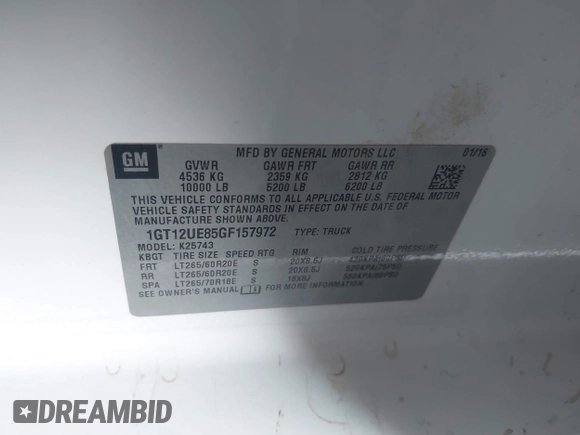 GM
MFD BY GENERAL MOTORS LLC 01/16
GVWR GAWR FRT GAWR RR
4536 KG 2359 KG 2812 KG
10000 LB 5200 LB 6200 LB
THIS VEHICLE CONFORMS TO ALL APPLICABLE U.S. FEDERAL MOTOR
VEHICLE SAFETY STANDARDS IN EFFECT ON THE DATE OF
MANUFACTURE SHOWN ABOVE.
1GT12UE85GF157972 TYPE: TRUCK
MODEL: K25743
KBGT TIRE SIZE SPEED RTG RIM COLD TIRE PRESSURE
FRT LT265/60R20E S 20X8.5J
RR LT265/60R20E S 20X8.5J
SPA LT265/70R18E S 18X8J
SEE OWNER'S MANUAL FOR MORE INFORMATION.
DREAMBID